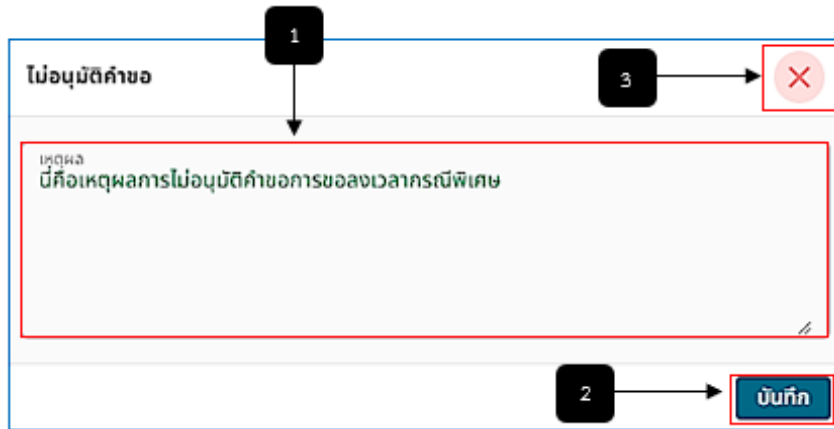 1
ไม่อนุมัติคำขอ
3
เหตุผล
นี่คือเหตุผลการไม่อนุมัติคำขอการขอลงเวลากรณีพิเศษ
2
บันทึก